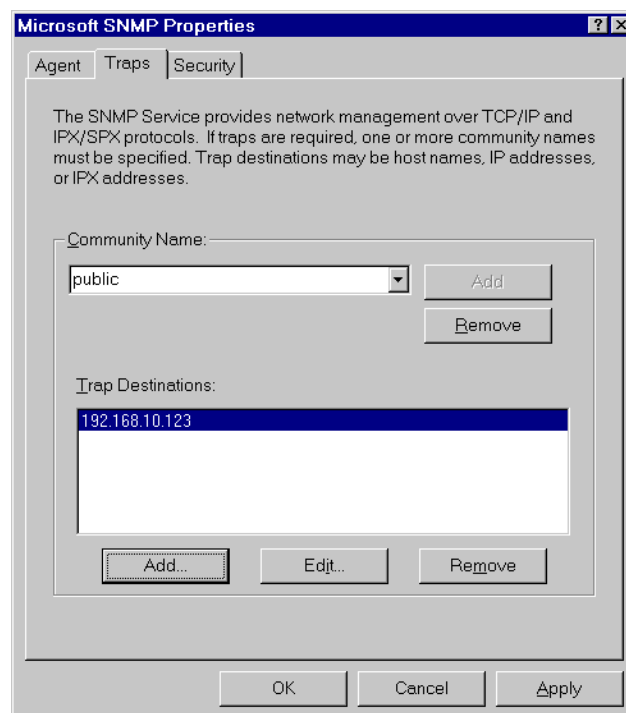 Microsoft SNMP Properties
Agent Traps Security
The SNMP Service provides network management over TCP/IP and
IPX/SPX protocols. If traps are required, one or more community names
must be specified. Trap destinations may be host names, IP addresses,
or IPX addresses.
Community Name:
public
Add
Remove
Trap Destinations:
192.168.10.123
Add... Edit... Remove
OK Cancel Apply